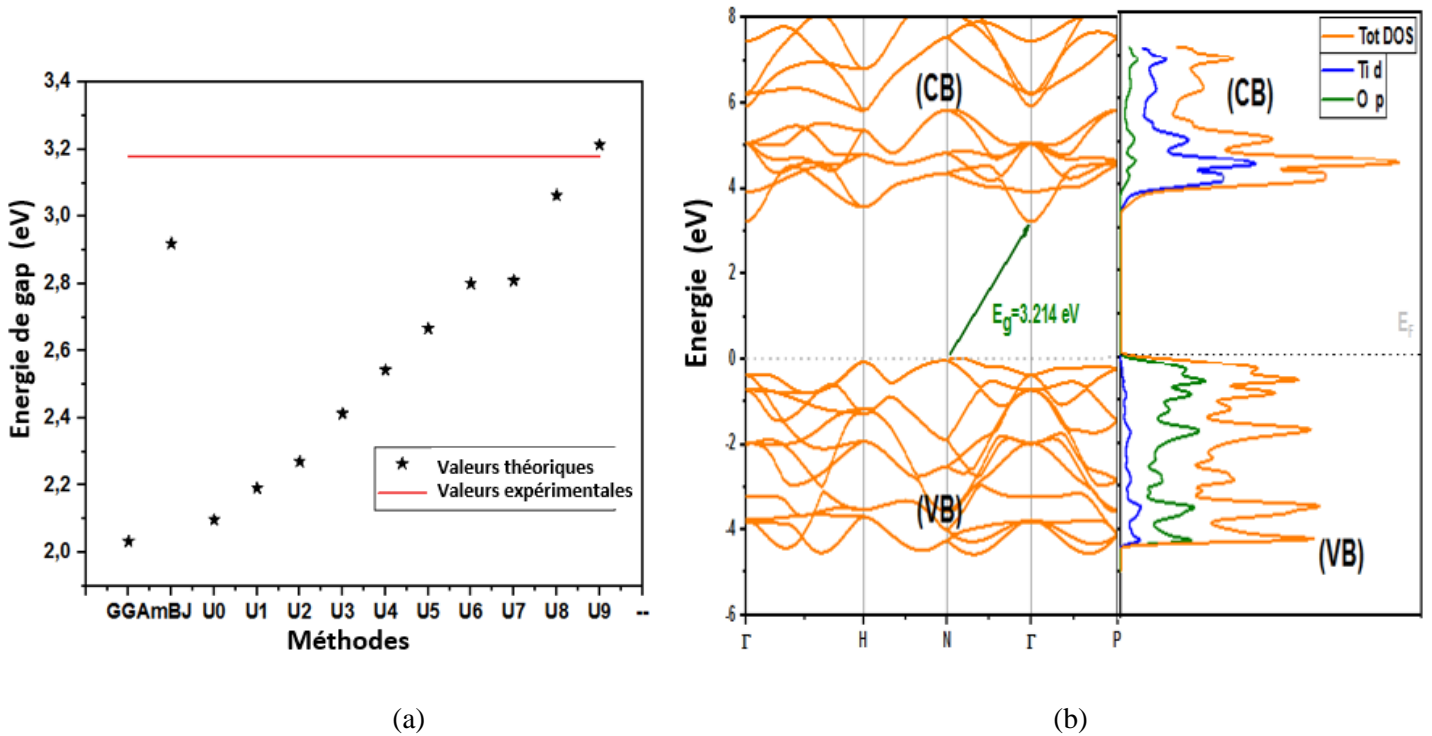 3,4
3,2
3,0
2,8
2,6
2,4
2,2
2,0
Energie de gap (eV)
Valeurs théoriques
Valeurs expérimentales
GGAmBJ U0 U1 U2 U3 U4 U5 U6 U7 U8 U9 --
Méthodes
(a)
8
6
4
2
0
-2
-4
-6
Energie (eV)
(CB)
Eg=3.214 eV
(VB)
Γ H N Γ P
Tot DOS
Ti d
O p
(CB)
EF
(VB)
(b)